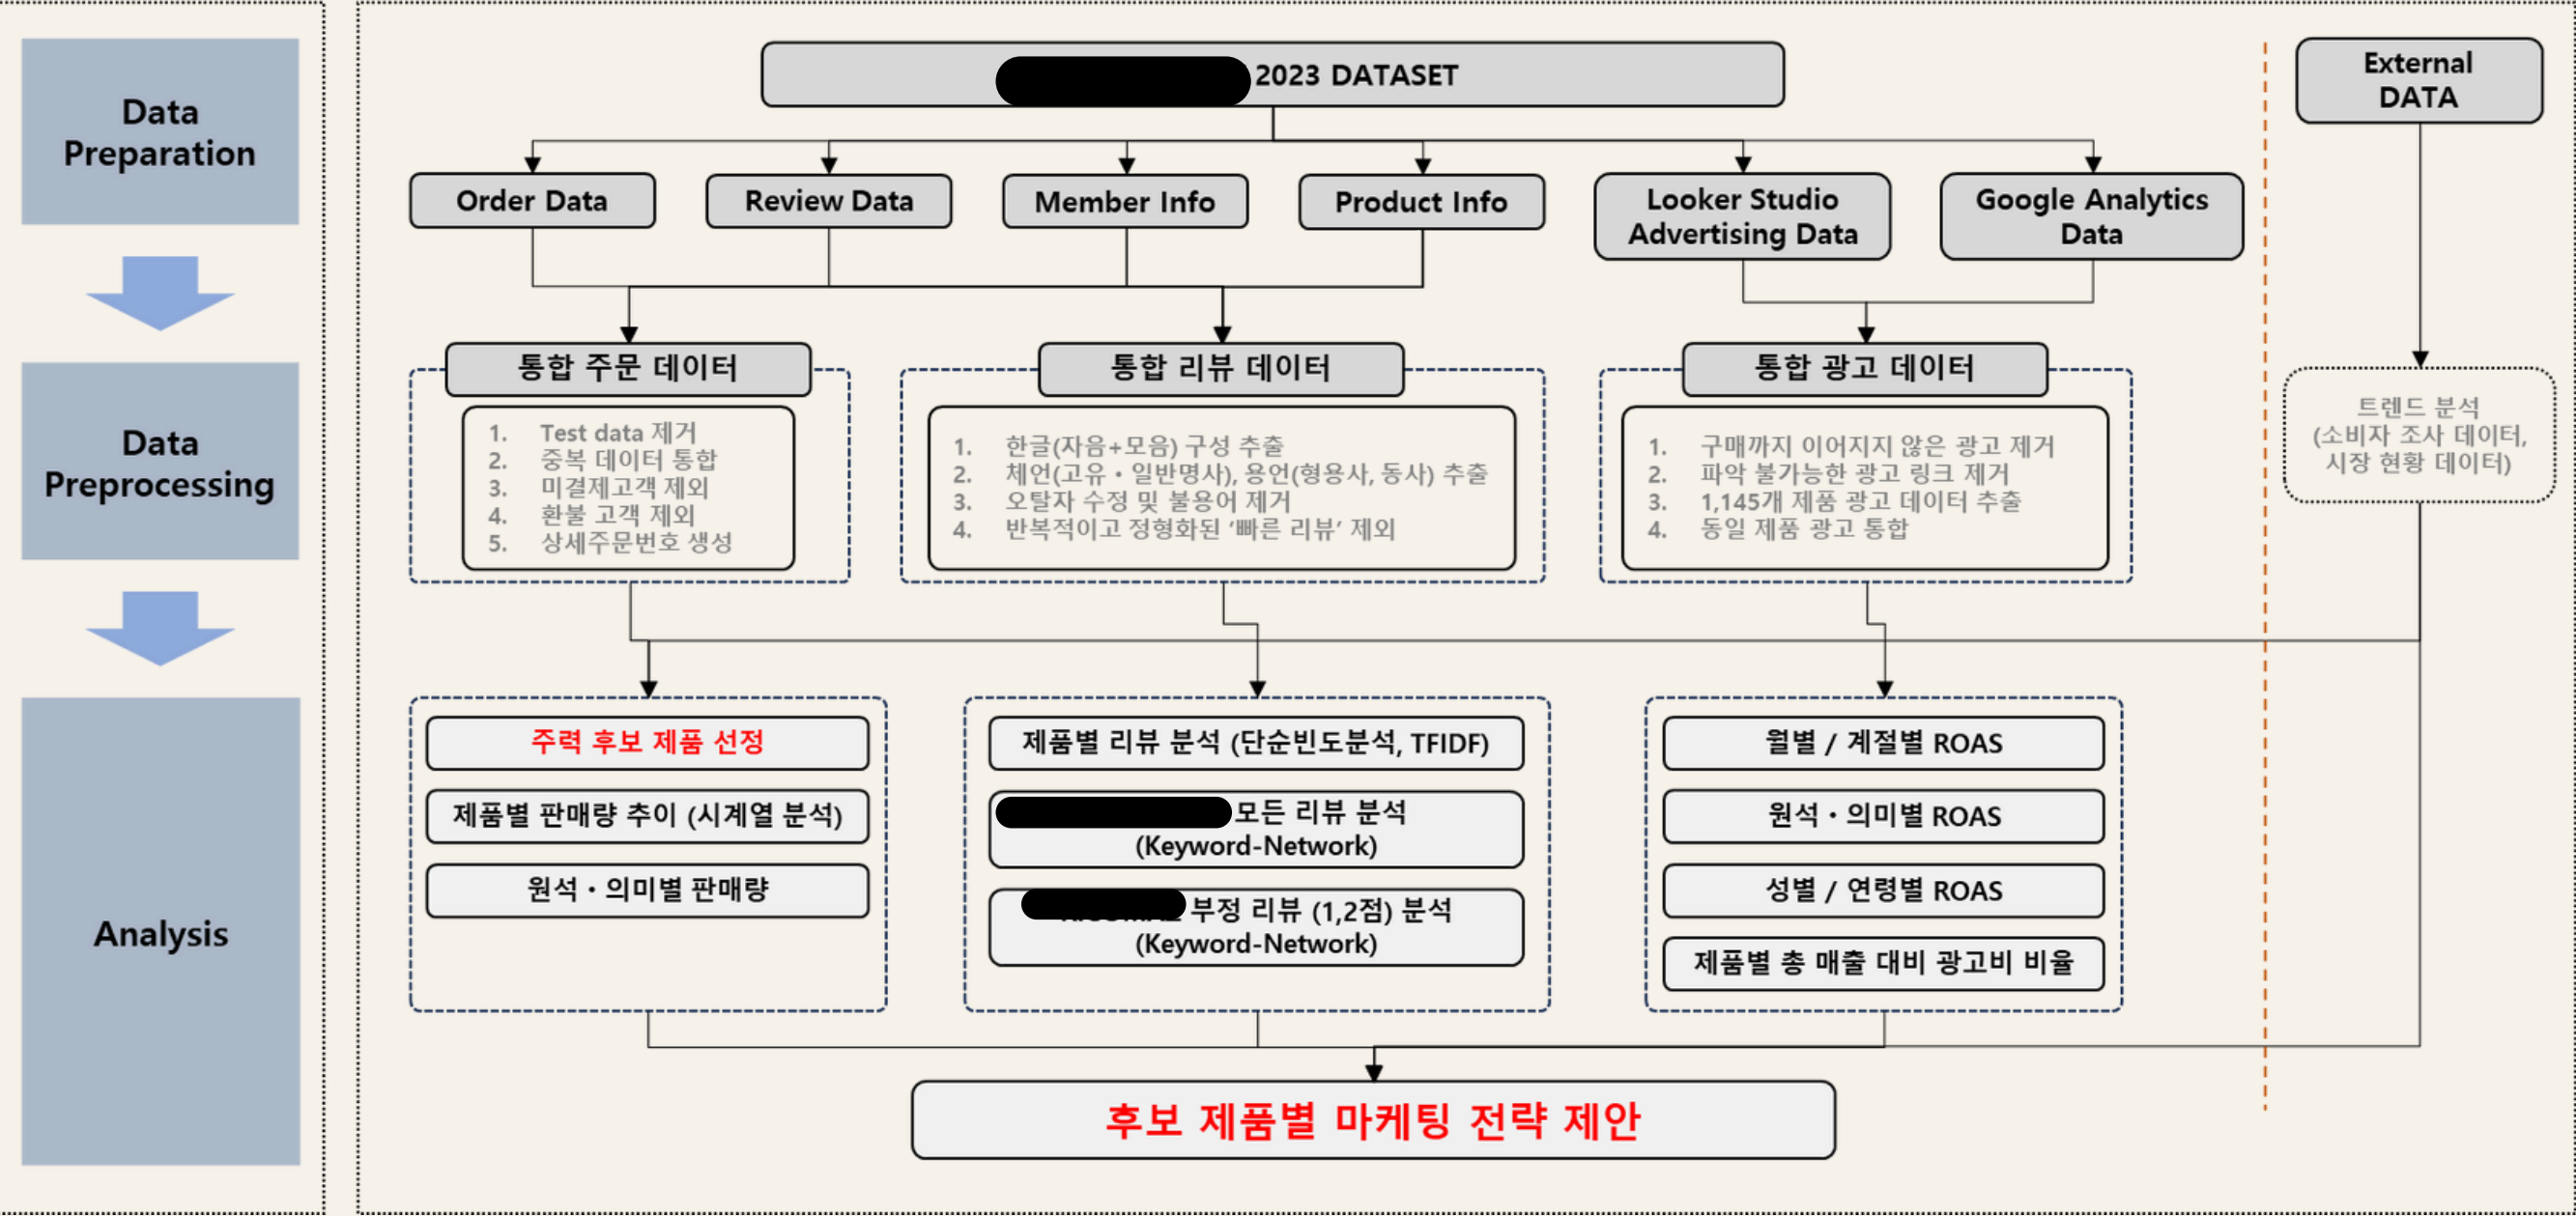 Data
Preparation
Data
Preprocessing
Analysis
2023 DATASET
External
DATA
Order Data
Review Data
Member Info
Product Info
Looker Studio
Advertising Data
Google Analytics
Data
통합 주문 데이터
1. Test data 제거
2. 중복 데이터 통합
3. 미결제고객 제외
4. 환불 고객 제외
5. 상세주문번호 생성
통합 리뷰 데이터
1. 한글(자음+모음) 구성 추출
2. 체언(고유・일반명사), 용언(형용사, 동사) 추출
3. 오탈자 수정 및 불용어 제거
4. 반복적이고 정형화된 ‘빠른 리뷰’ 제외
통합 광고 데이터
1. 구매까지 이어지지 않은 광고 제거
2. 파악 불가능한 광고 링크 제거
3. 1,145개 제품 광고 데이터 추출
4. 동일 제품 광고 통합
트렌드 분석
(소비자 조사 데이터,
시장 현황 데이터)
주력 후보 제품 선정
제품별 판매량 추이 (시계열 분석)
원석・의미별 판매량
제품별 리뷰 분석 (단순빈도분석, TFIDF)
모든 리뷰 분석
(Keyword-Network)
부정 리뷰 (1,2점) 분석
(Keyword-Network)
월별 / 계절별 ROAS
원석・의미별 ROAS
성별 / 연령별 ROAS
제품별 총 매출 대비 광고비 비율
후보 제품별 마케팅 전략 제안